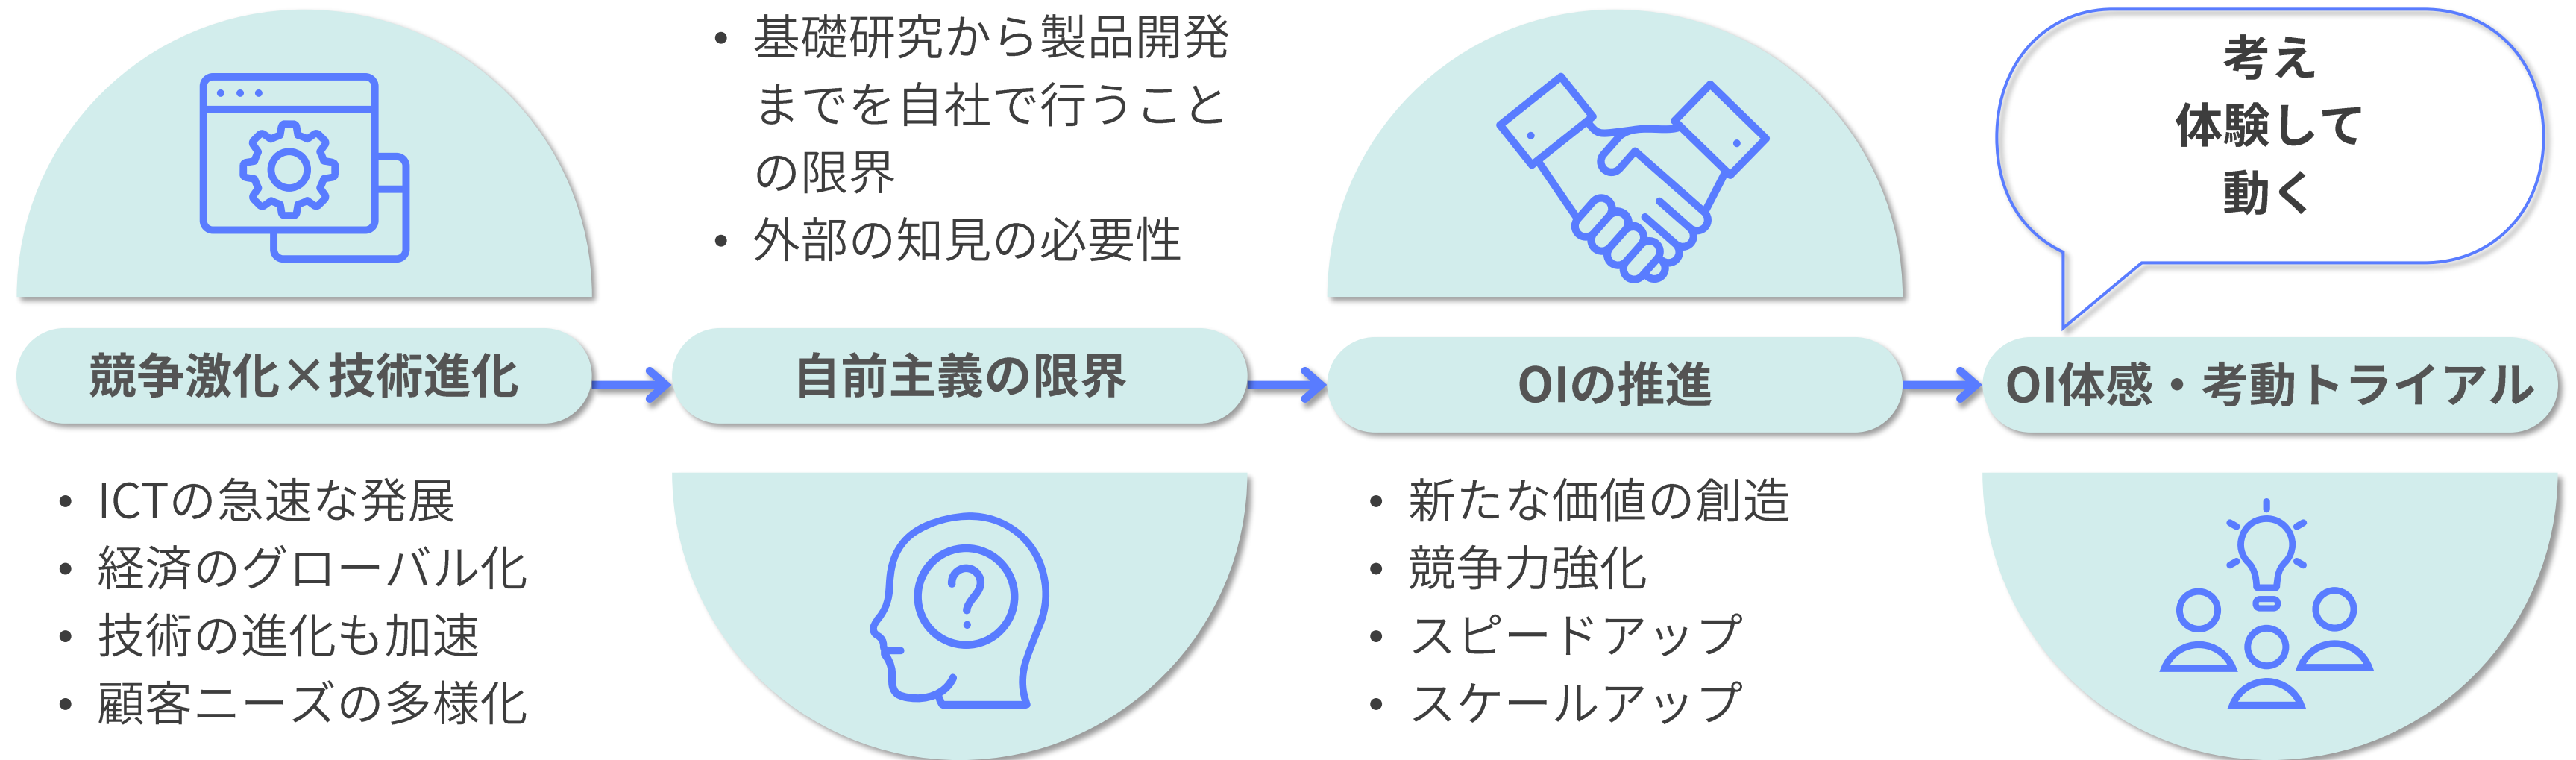 競争激化×技術進化
• ICTの急速な発展
• 経済のグローバル化
• 技術の進化も加速
• 顧客ニーズの多様化
• 基礎研究から製品開発
までを自社で行うこと
の限界
• 外部の知見の必要性
自前主義の限界
?
OIの推進
• 新たな価値の創造
• 競争力強化
• スピードアップ
• スケールアップ
考え
体験して
動く
OI体感・考動トライアル